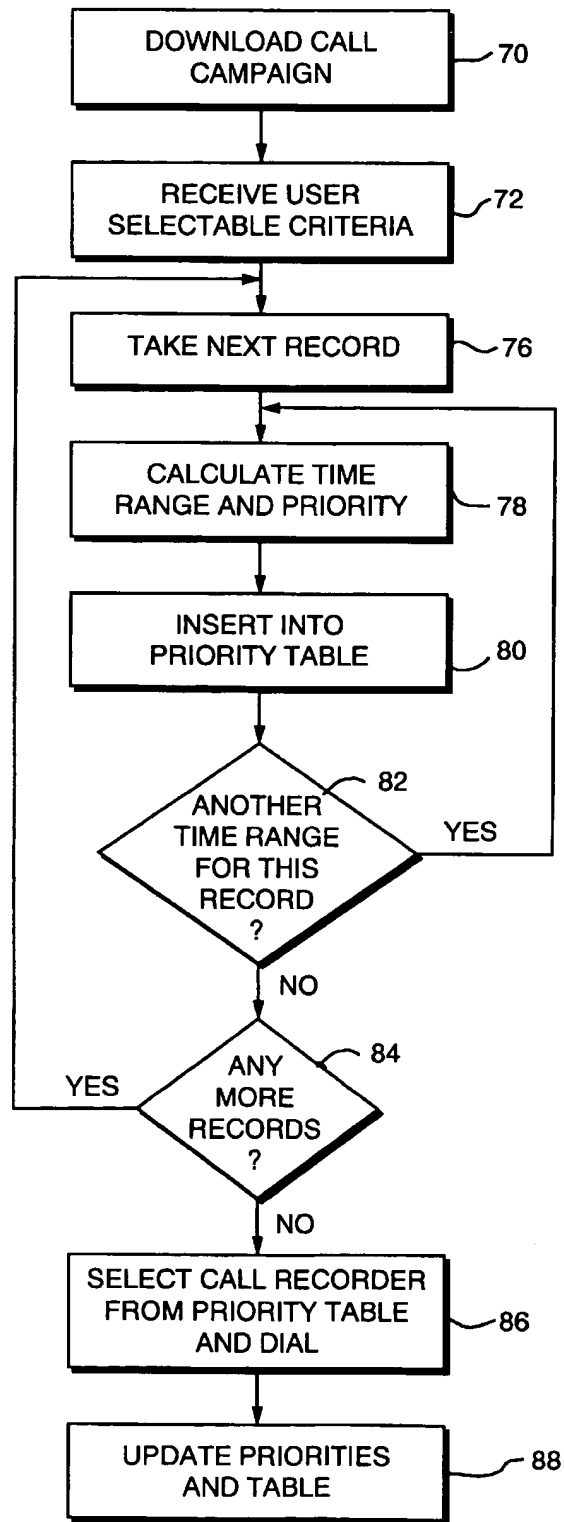 DOWNLOAD CALL
CAMPAIGN
70
RECEIVE USER
SELECTABLE CRITERIA
72
TAKE NEXT RECORD
76
CALCULATE TIME
RANGE AND PRIORITY
78
INSERT INTO
PRIORITY TABLE
80
82
ANOTHER
TIME RANGE
FOR THIS
RECORD
?
YES
NO
84
ANY
MORE
RECORDS
?
YES
NO
SELECT CALL RECORDER
FROM PRIORITY TABLE
AND DIAL
86
UPDATE PRIORITIES
AND TABLE
88